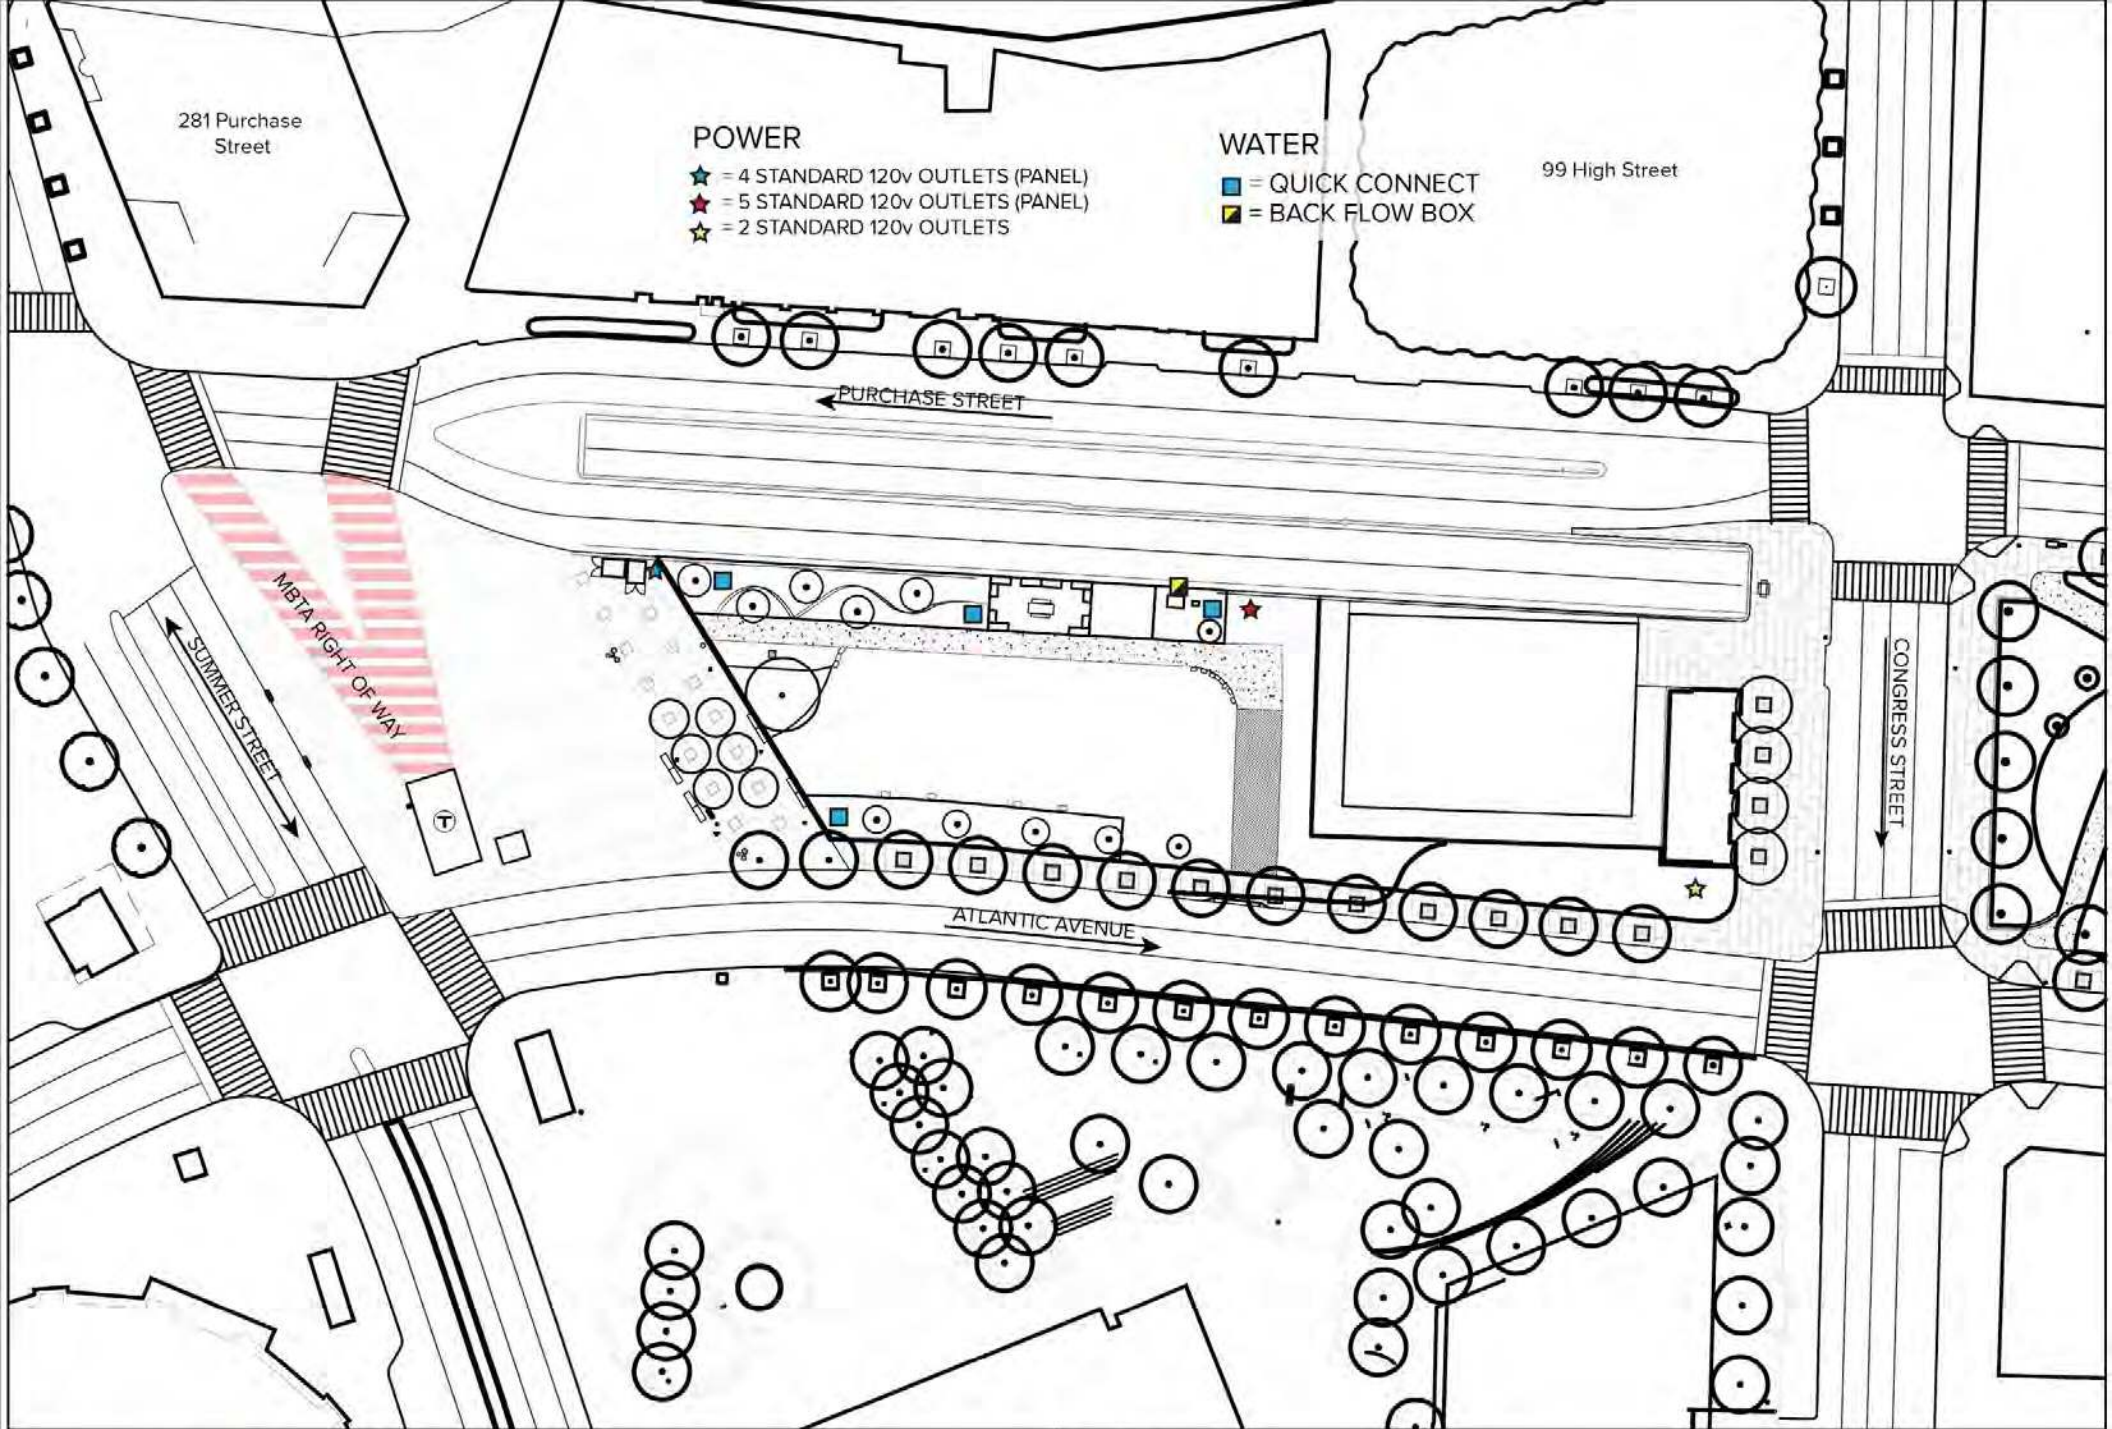 281 Purchase
Street
POWER
= 4 STANDARD 120v OUTLETS (PANEL)
= 5 STANDARD 120v OUTLETS (PANEL)
= 2 STANDARD 120v OUTLETS
WATER
= QUICK CONNECT
= BACK FLOW BOX
99 High Street
PURCHASE STREET
MBTA RIGHT OF WAY
SUMMER STREET
T
CONGRESS STREET
ATLANTIC AVENUE